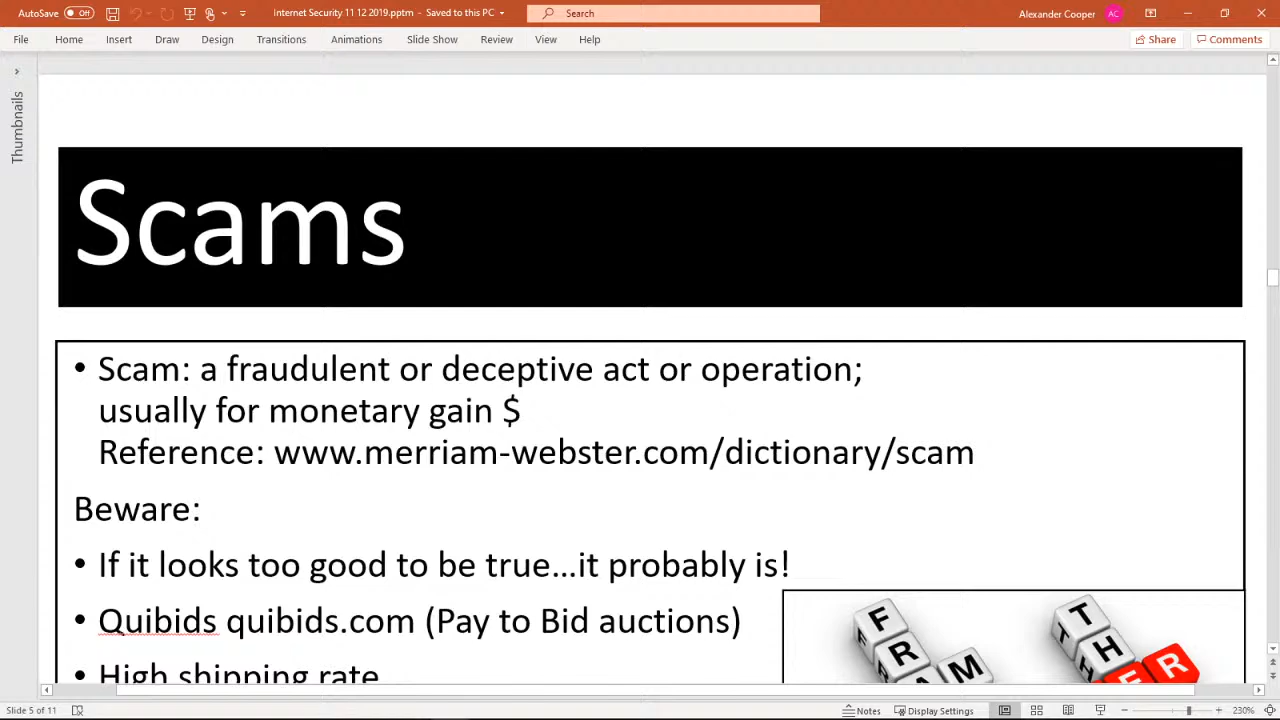 AutoSave Off Internet Security 11 12 2019.pptm - Saved to this PC Search Alexander Cooper AC
File Home Insert Draw Design Transitions Animations Slide Show Review View Help Share Comments
Thumbnails
Scams
• Scam: a fraudulent or deceptive act or operation;
usually for monetary gain $
Reference: www.merriam-webster.com/dictionary/scam
Beware:
• If it looks too good to be true...it probably is!
• Quibids quibids.com (Pay to Bid auctions)
• High shipping rate
Slide 5 of 11 Notes Display Settings 230%